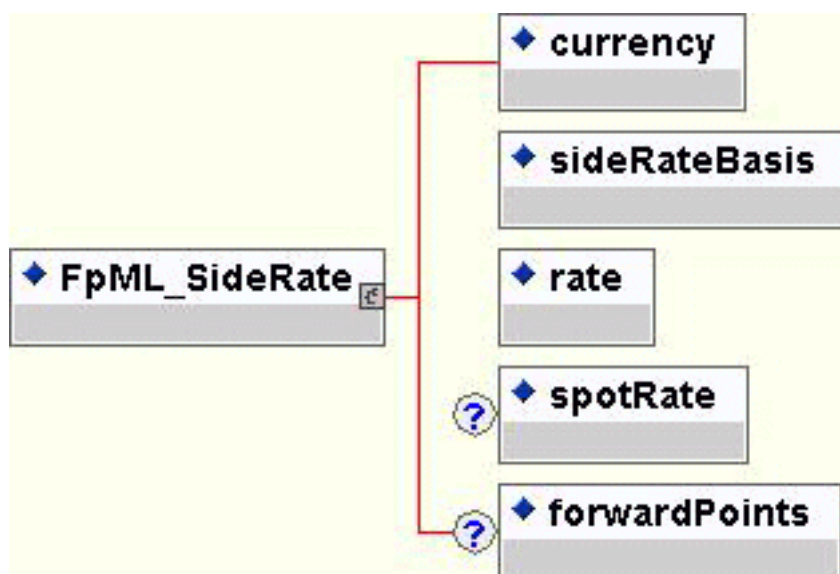 currency
sideRateBasis
FpML_SideRate
rate
?
spotRate
?
forwardPoints